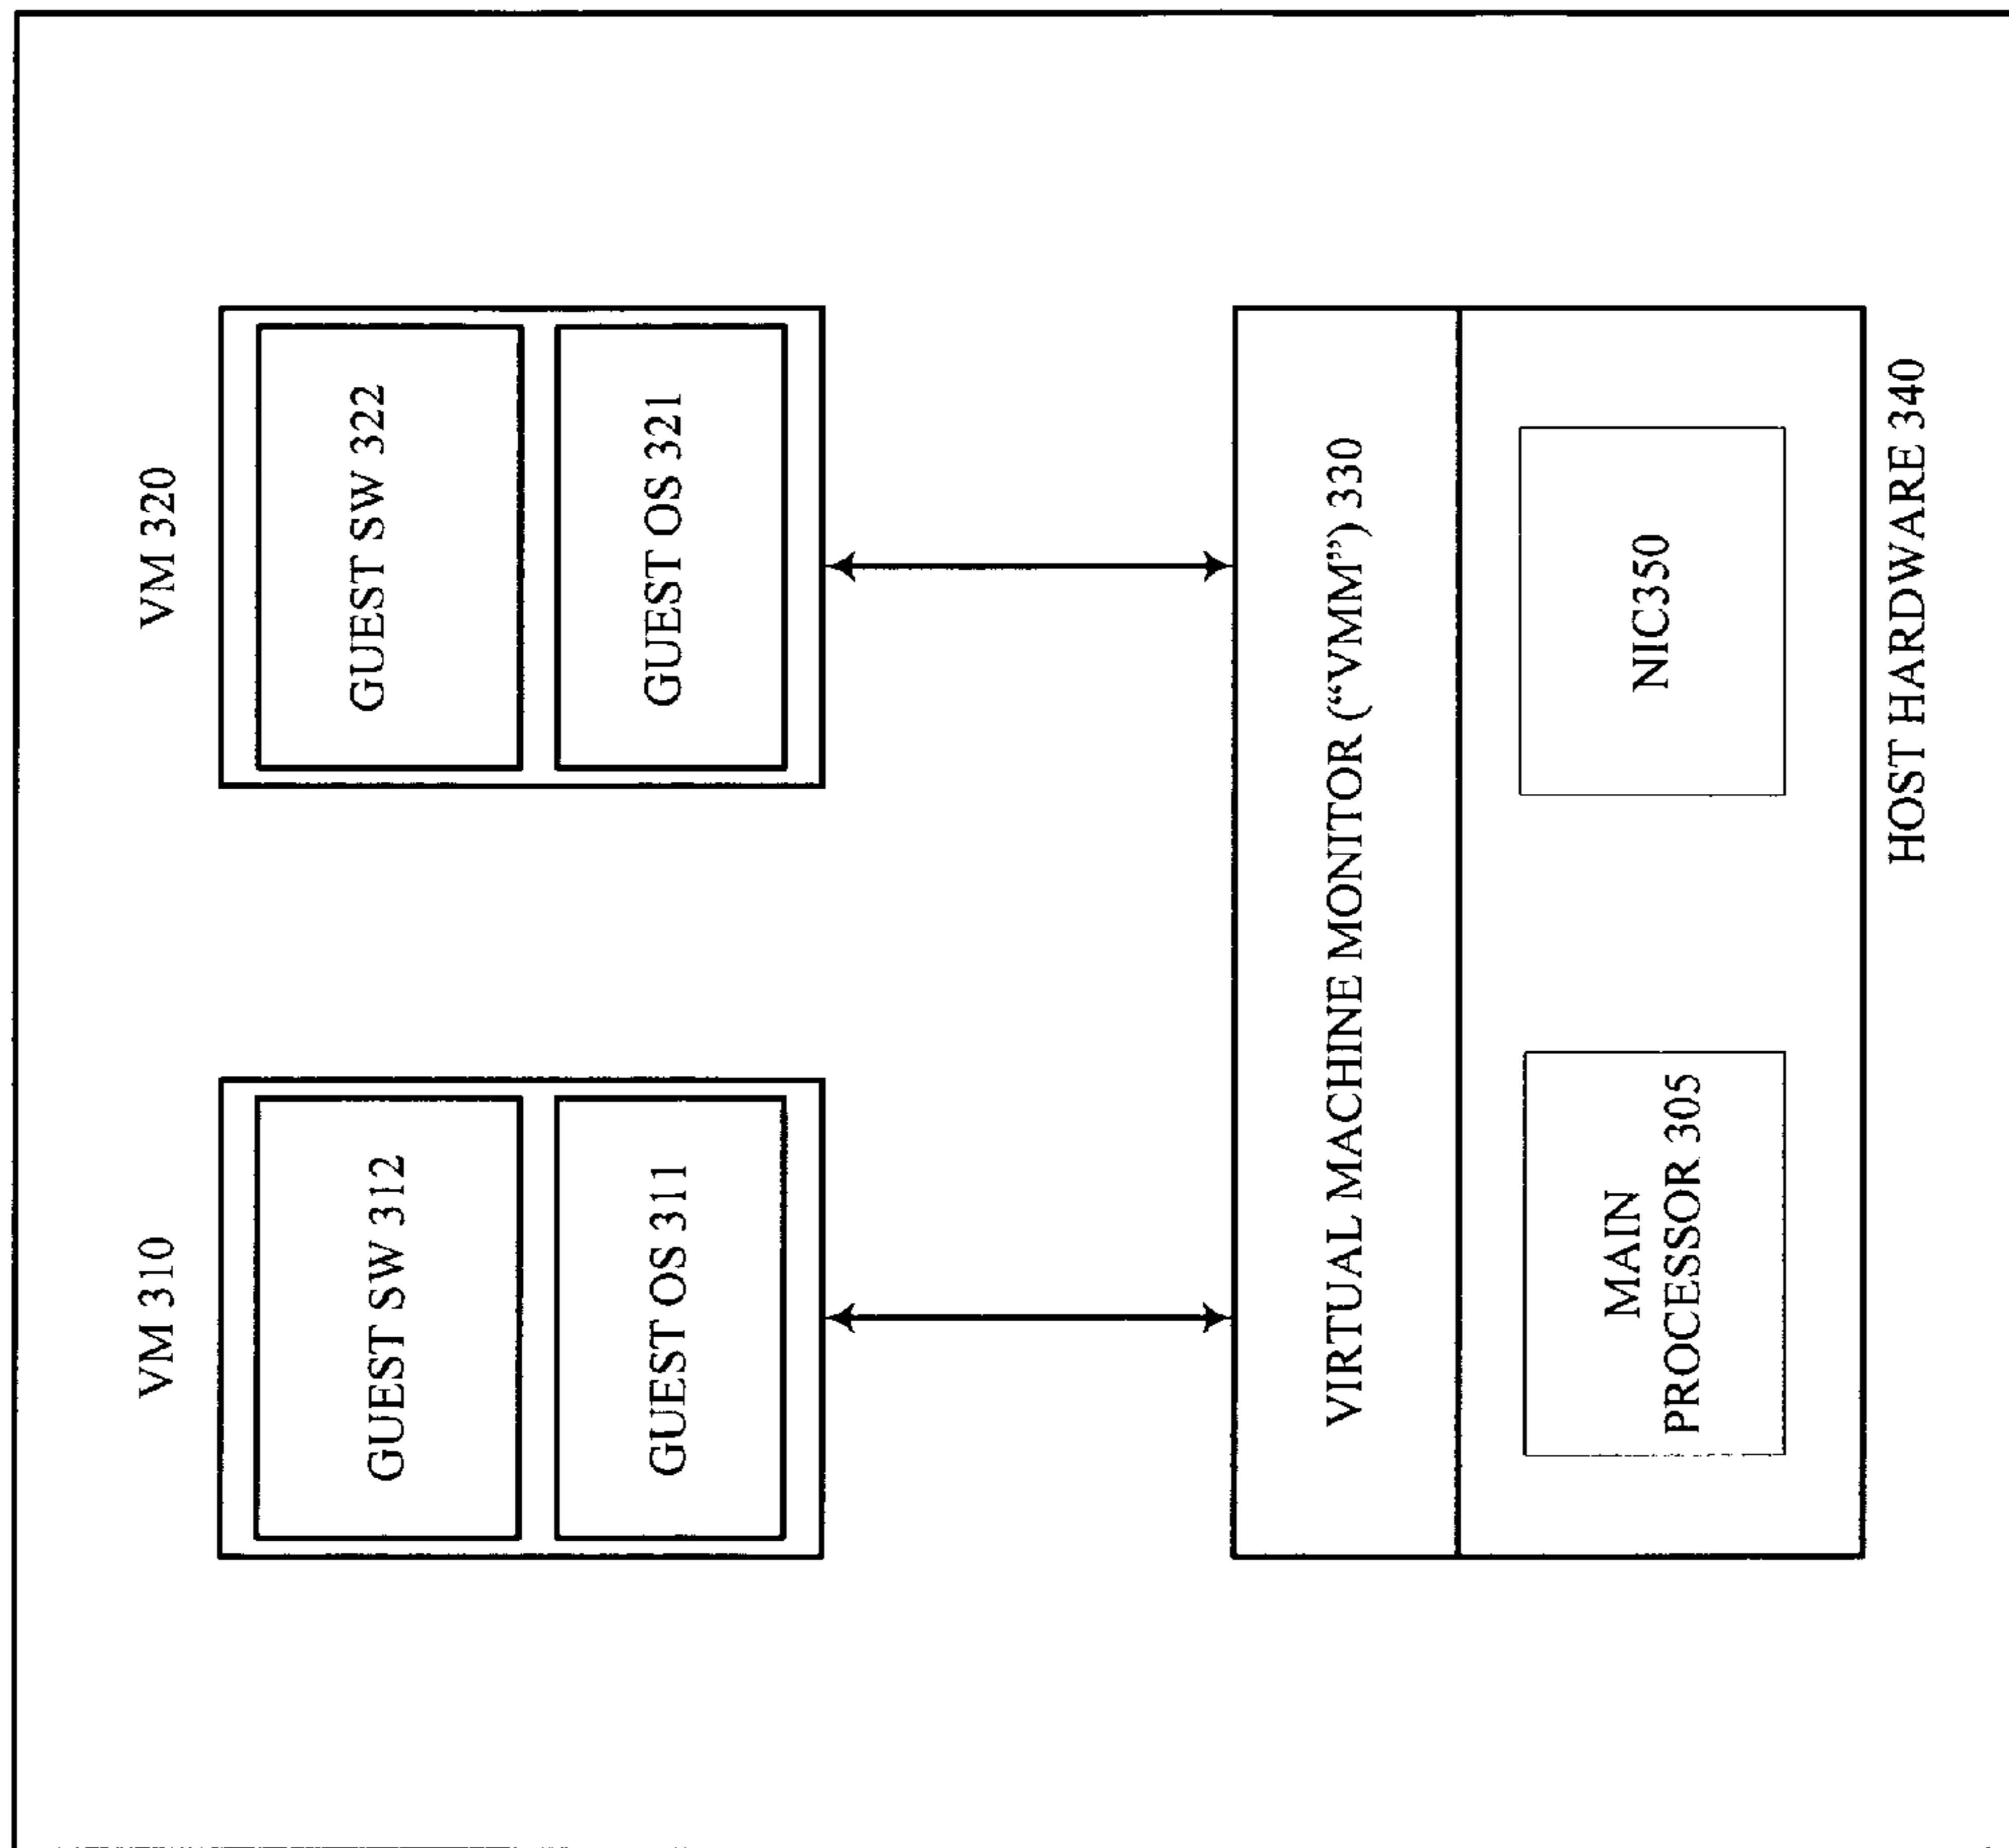 VM 310
GUEST SW 312
GUEST OS 311
VM 320
GUEST SW 322
GUEST OS 321
VIRTUAL MACHINE MONITOR (“VMM”) 330
MAIN
PROCESSOR 305
NIC350
HOST HARDWARE 340